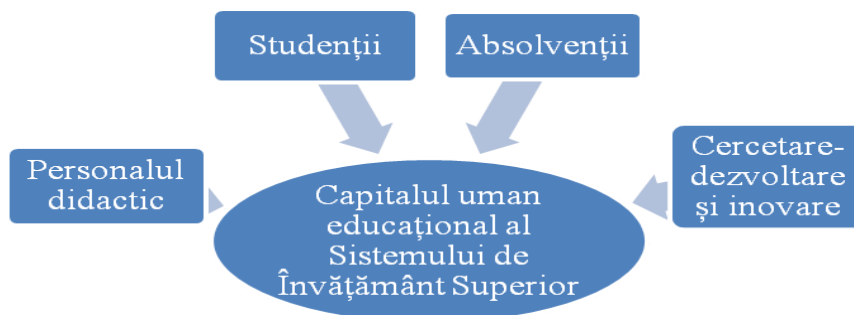 Studenții
Absolvenții
Personalul
didactic
Capitalul uman
educațional al
Sistemului de
Învățământ Superior
Cercetare-
dezvoltare
și inovare